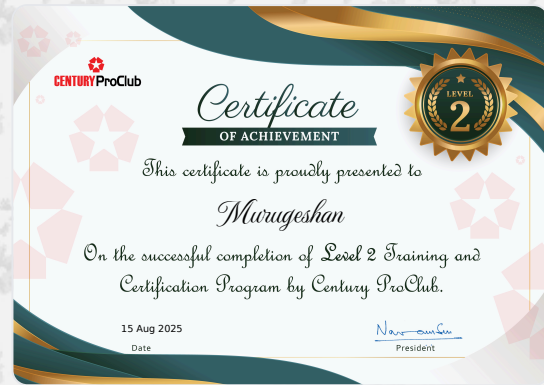 CENTURY ProClub
LEVEL
2
Certificate
OF ACHIEVEMENT
This certificate is proudly presented to
Murugeshan
On the successful completion of Level 2 Training and
Certification Program by Century ProClub.
15 Aug 2025
Date
President